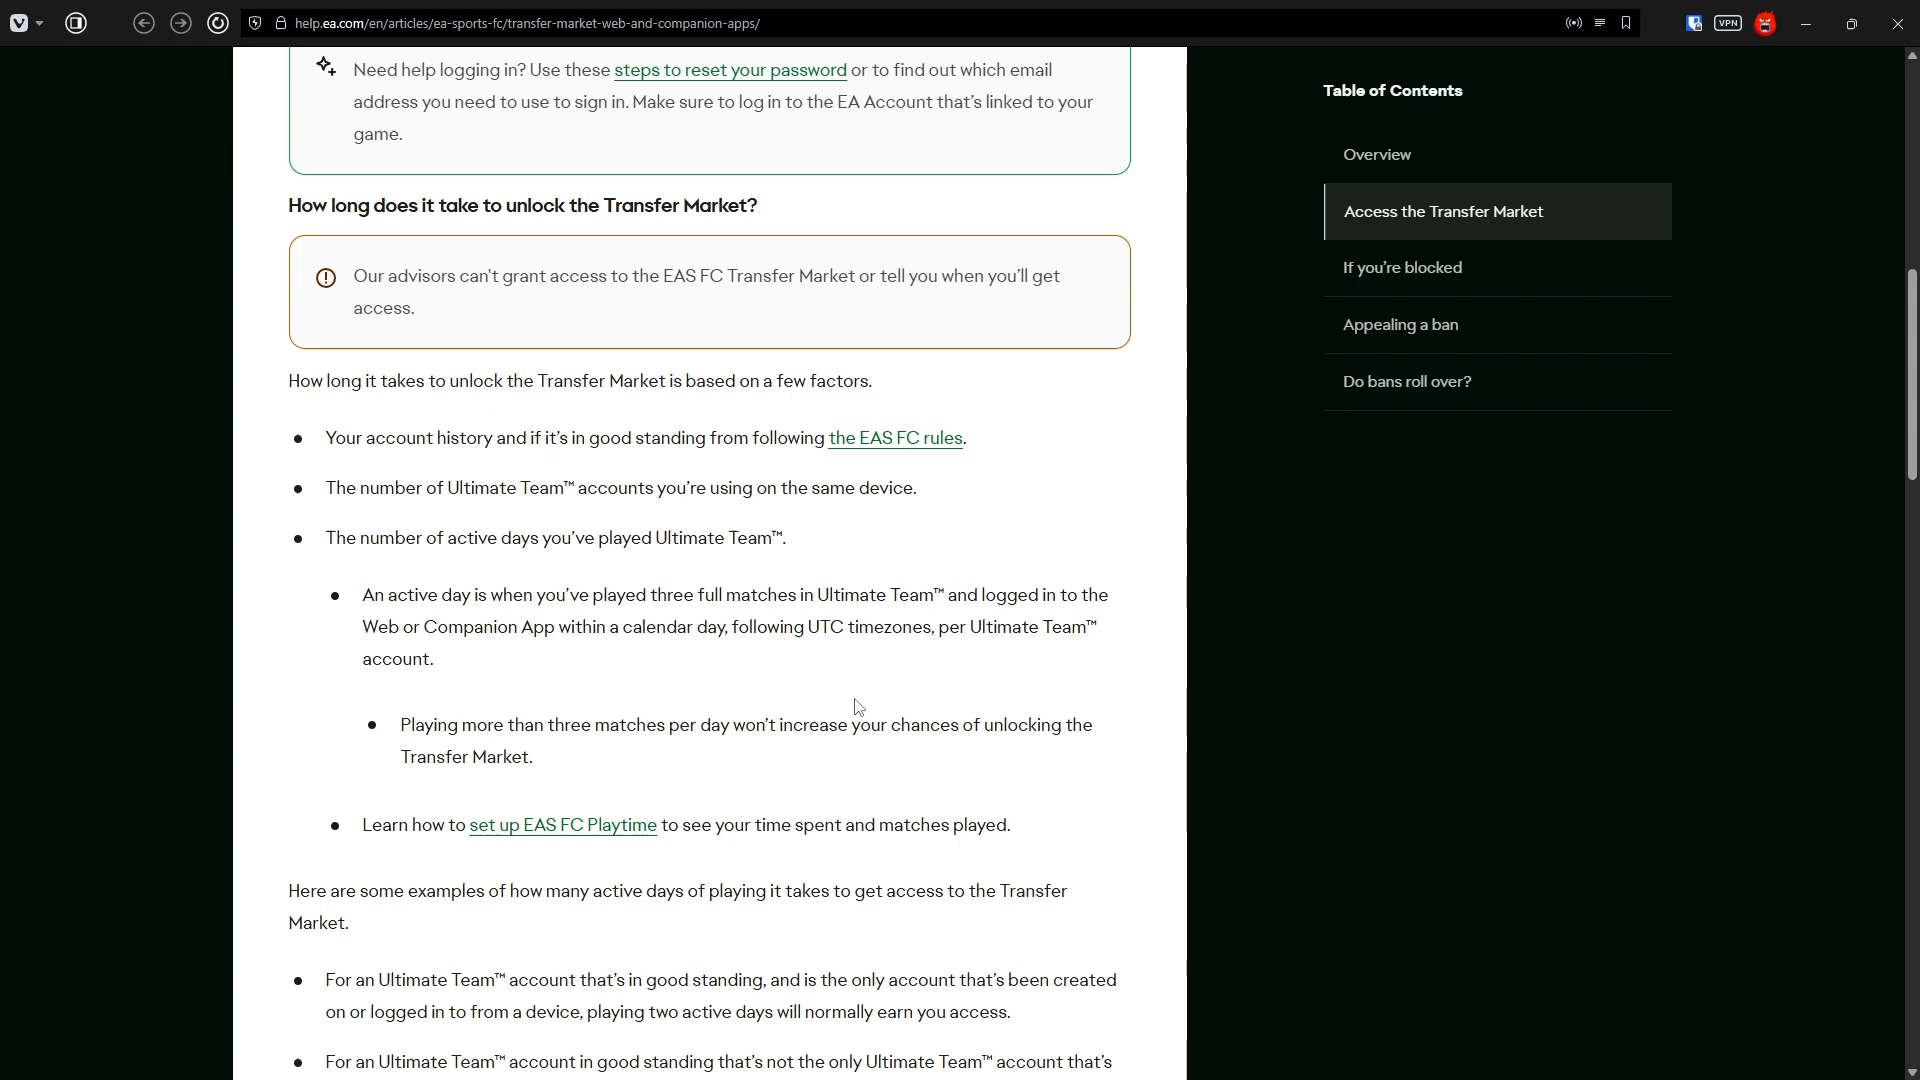 help.ea.com/en/articles/ea-sports-fc/transfer-market-web-and-companion-apps/
VPN
Need help logging in? Use these steps to reset your password or to find out which email
address you need to use to sign in. Make sure to log in to the EA Account that's linked to your
game.
How long does it take to unlock the Transfer Market?
Our advisors can't grant access to the EAS FC Transfer Market or tell you when you'll get
access.
How long it takes to unlock the Transfer Market is based on a few factors.
• Your account history and if it's in good standing from following the EAS FC rules.
• The number of Ultimate Team™ accounts you're using on the same device.
• The number of active days you've played Ultimate Team™.
• An active day is when you've played three full matches in Ultimate Team™ and logged in to the
Web or Companion App within a calendar day, following UTC timezones, per Ultimate Team™
account.
• Playing more than three matches per day won't increase your chances of unlocking the
Transfer Market.
• Learn how to set up EAS FC Playtime to see your time spent and matches played.
Here are some examples of how many active days of playing it takes to get access to the Transfer
Market.
• For an Ultimate Team™ account that's in good standing, and is the only account that's been created
on or logged in to from a device, playing two active days will normally earn you access.
• For an Ultimate Team™ account in good standing that's not the only Ultimate Team™ account that's
Table of Contents
Overview
Access the Transfer Market
If you're blocked
Appealing a ban
Do bans roll over?